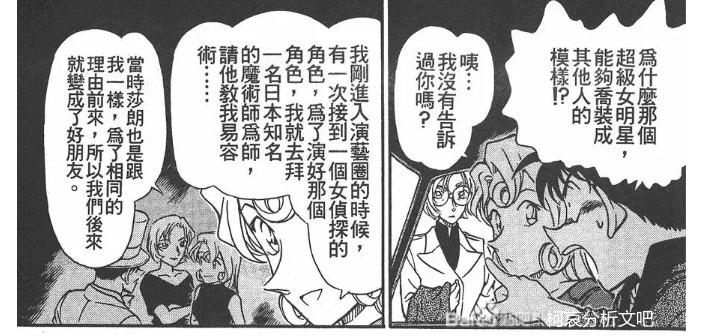 為什麼那個
超級女明星，
能夠喬裝成
其他人的
模樣!?
咦…
我沒有告訴
過你嗎？
我剛進入演藝圈的時候，
有一次接到一個女偵探的
角色，為了演好那個
角色，我就去拜
一名日本知名
的魔術師為師，
請他教我易容
術……
當時莎朗也是跟
我一樣，為了相同的
理由前來，所以我們後來
就變成了好朋友。
柯哀分析文吧